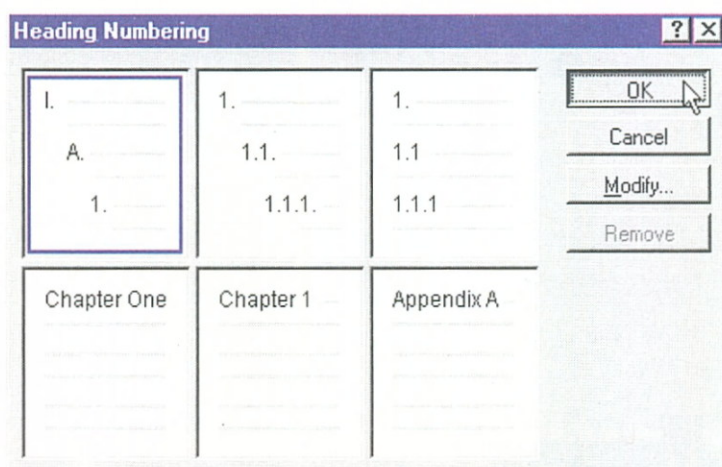 Heading Numbering
I.
A.
1.
1.
1.1.
1.1.1.
1.
1.1
1.1.1
Chapter One
Chapter 1
Appendix A
OK
Cancel
Modify...
Remove